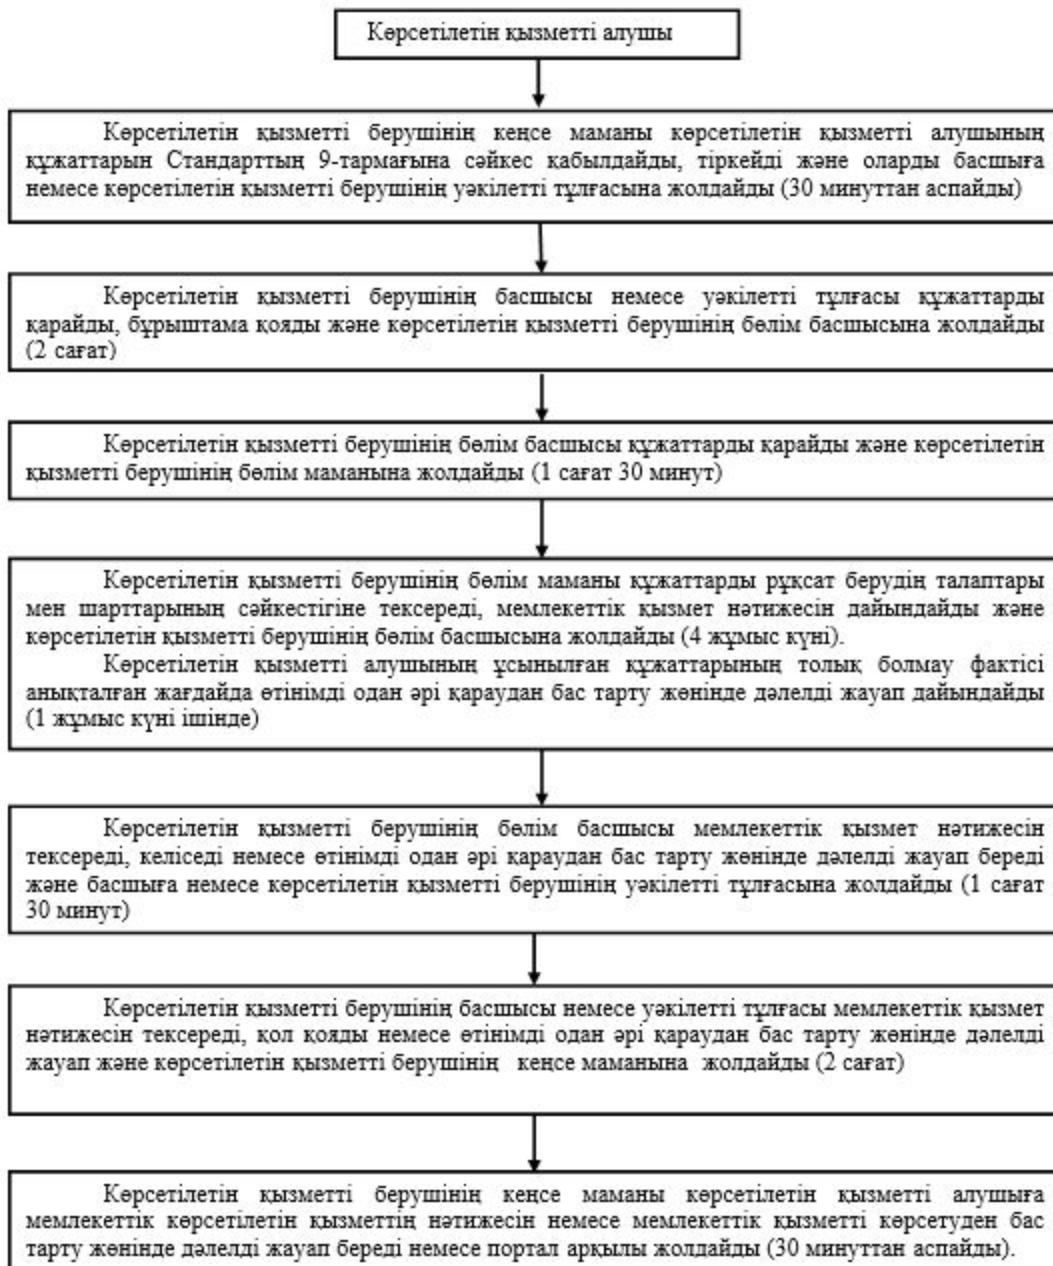 Көрсетілетін қызметті алушы
Көрсетілетін қызметті берушінің кеңсе маманы көрсетілетін қызметті алушының
құжаттарын Стандарттың 9-тармағына сәйкес қабылдайды, тіркейді және оларды басшыға
немесе көрсетілетін қызметті берушінің уәкілетті тұлғасына жолдайды (30 минуттан аспайды)
Көрсетілетін қызметті берушінің басшысы немесе уәкілетті тұлғасы құжаттарды
қарайды, бұрыштама қояды және көрсетілетін қызметті берушінің бөлім басшысына жолдайды
(2 сағат)
Көрсетілетін қызметті берушінің бөлім басшысы құжаттарды қарайды және көрсетілетін
қызметті берушінің бөлім маманына жолдайды (1 сағат 30 минут)
Көрсетілетін қызметті берушінің бөлім маманы құжаттарды рұқсат берудің талаптары
мен шарттарының сәйкестігіне тексереді, мемлекеттік қызмет нәтижесін дайындайды және
көрсетілетін қызметті берушінің бөлім басшысына жолдайды (4 жұмыс күні).
Көрсетілетін қызметті алушының ұсынылған құжаттарының толық болмау фактісі
анықталған жағдайда өтінімді одан әрі қараудан бас тарту жөнінде дәлелді жауап дайындайды
(1 жұмыс күні ішінде)
Көрсетілетін қызметті берушінің бөлім басшысы мемлекеттік қызмет нәтижесін
тексереді, келіседі немесе өтінімді одан әрі қараудан бас тарту жөнінде дәлелді жауап береді
және басшыға немесе көрсетілетін қызметті берушінің уәкілетті тұлғасына жолдайды (1 сағат
30 минут)
Көрсетілетін қызметті берушінің басшысы немесе уәкілетті тұлғасы мемлекеттік қызмет
нәтижесін тексереді, қол қояды немесе өтінімді одан әрі қараудан бас тарту жөнінде дәлелді
жауап және көрсетілетін қызметті берушінің кеңсе маманына жолдайды (2 сағат)
Көрсетілетін қызметті берушінің кеңсе маманы көрсетілетін қызметті алушыға
мемлекеттік көрсетілетін қызметтің нәтижесін немесе мемлекеттік қызметті көрсетуден бас
тарту жөнінде дәлелді жауап береді немесе портал арқылы жолдайды (30 минуттан аспайды).